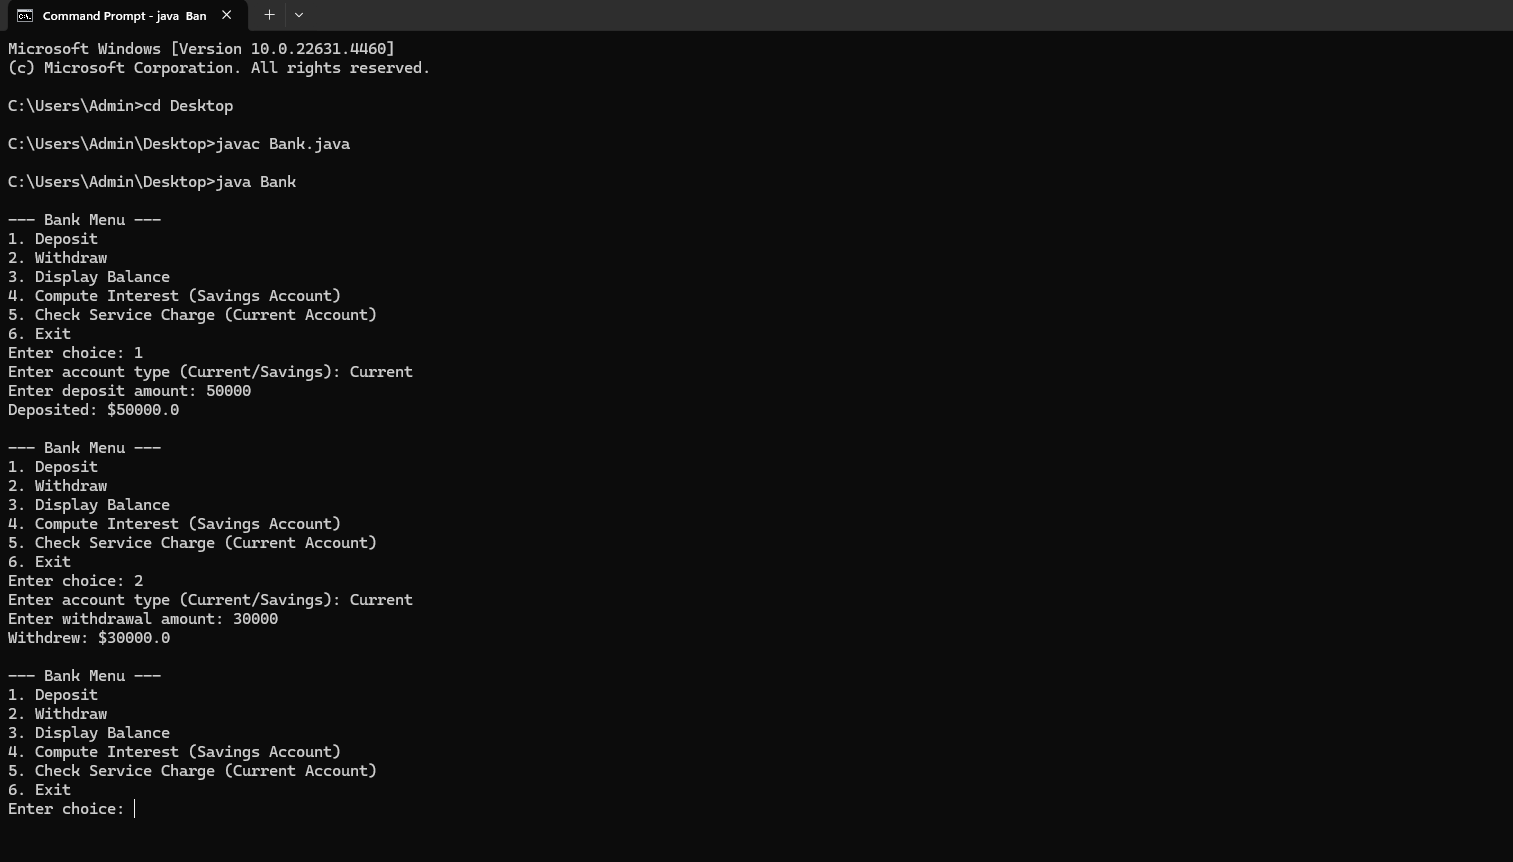 Command Prompt - java  Ban
Microsoft Windows [Version 10.0.22631.4460]
(c) Microsoft Corporation. All rights reserved.
C:\Users\Admin>cd Desktop
C:\Users\Admin\Desktop>javac Bank.java
C:\Users\Admin\Desktop>java Bank
--- Bank Menu ---
1. Deposit
2. Withdraw
3. Display Balance
4. Compute Interest (Savings Account)
5. Check Service Charge (Current Account)
6. Exit
Enter choice: 1
Enter account type (Current/Savings): Current
Enter deposit amount: 50000
Deposited: $50000.0
--- Bank Menu ---
1. Deposit
2. Withdraw
3. Display Balance
4. Compute Interest (Savings Account)
5. Check Service Charge (Current Account)
6. Exit
Enter choice: 2
Enter account type (Current/Savings): Current
Enter withdrawal amount: 30000
Withdrew: $30000.0
--- Bank Menu ---
1. Deposit
2. Withdraw
3. Display Balance
4. Compute Interest (Savings Account)
5. Check Service Charge (Current Account)
6. Exit
Enter choice: